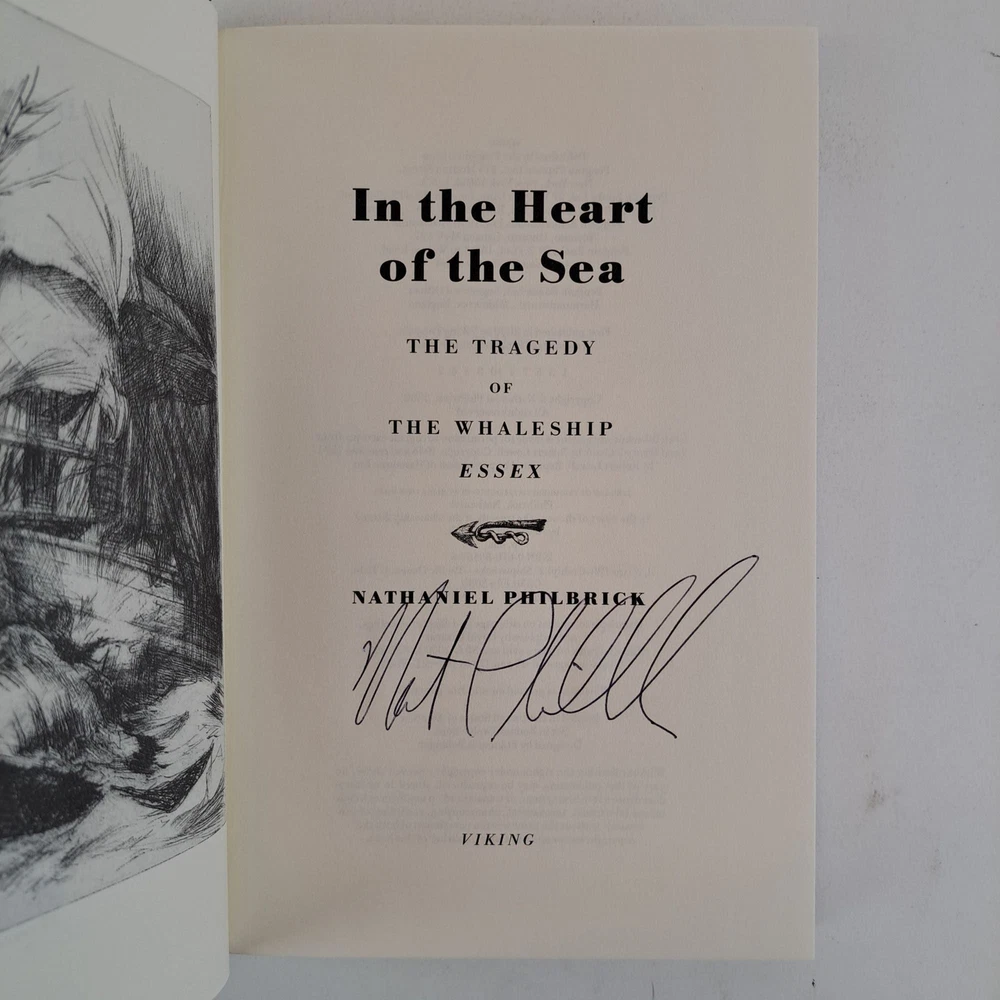 In the Heart
of the Sea
THE TRAGEDY
OF
THE WHALESHIP
ESSEX
NATHANIEL PHILBRICK
VIKING